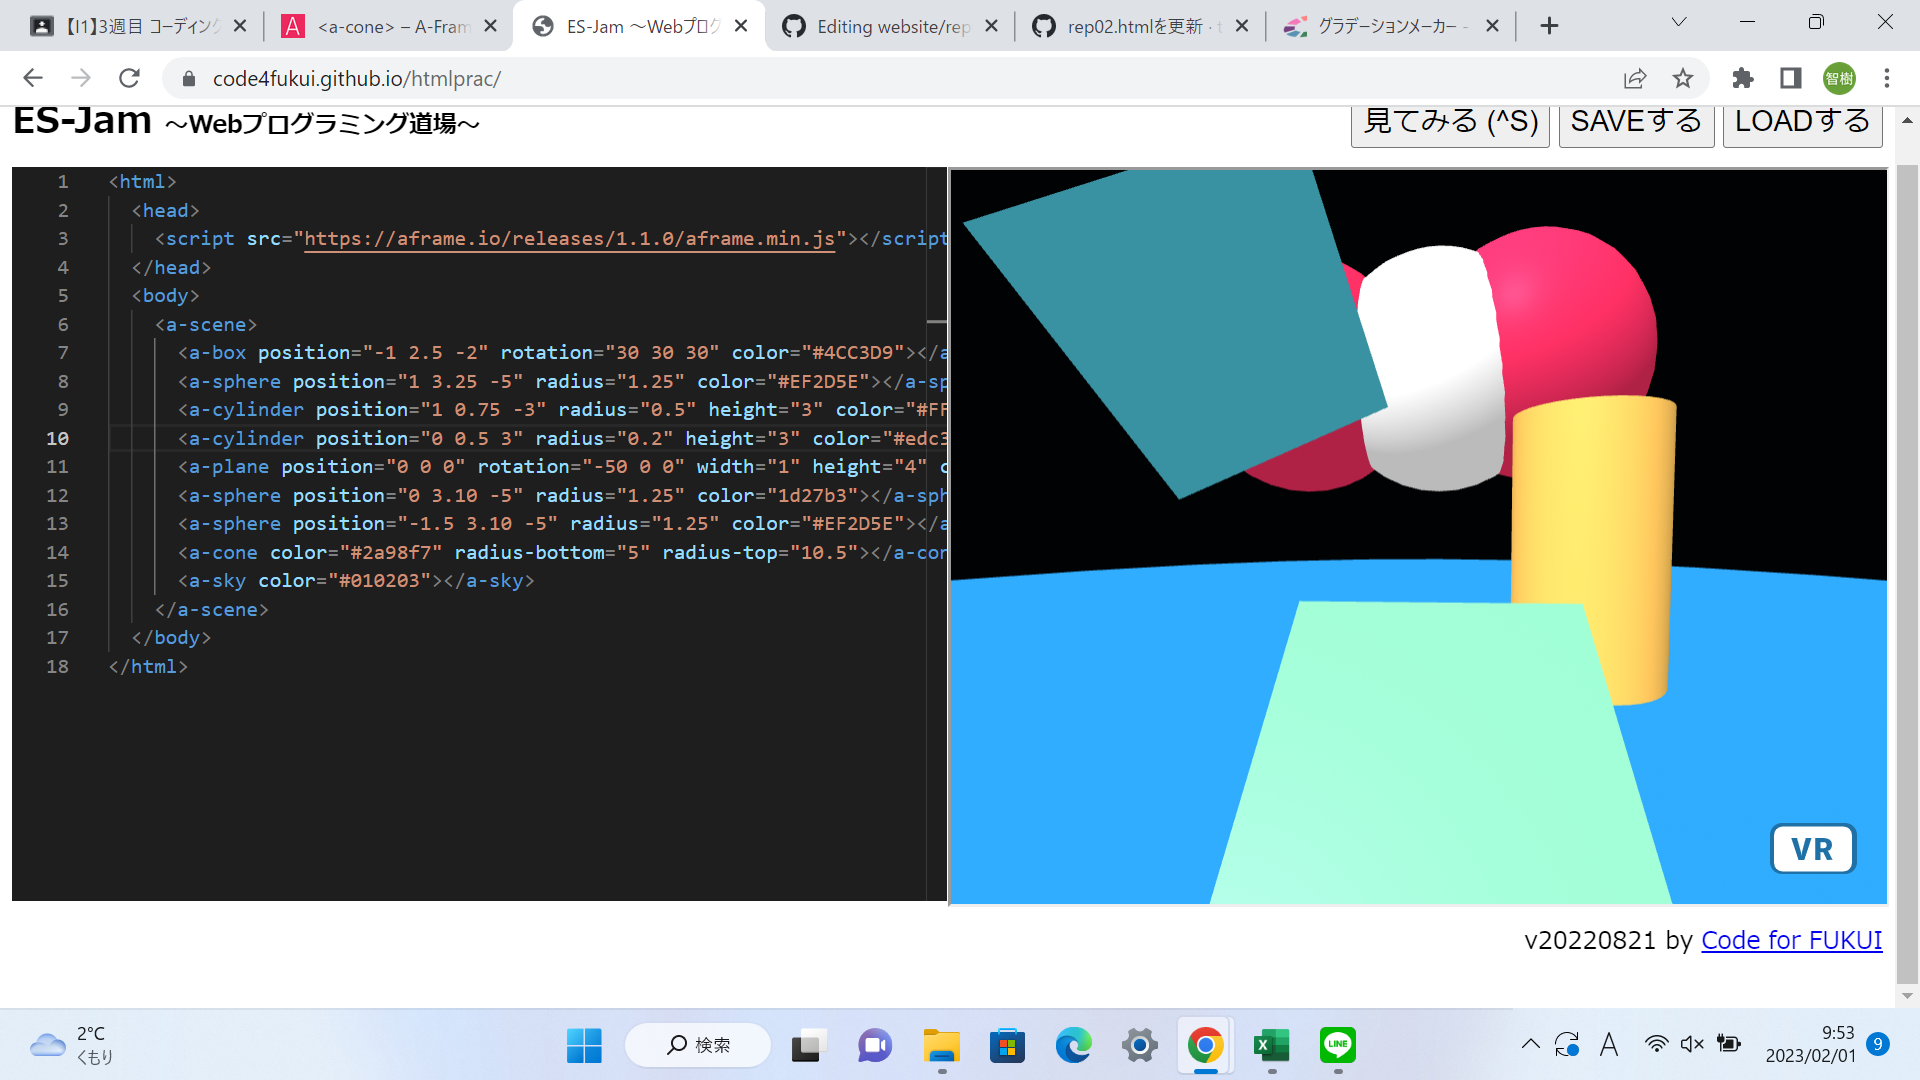 【I1】3週目 コーディング
<a-cone> – A-Fram
ES-Jam ～Webプログ
Editing website/rep
rep02.htmlを更新 · t
グラデーションメーカー -
code4fukui.github.io/htmlprac/
智樹
ES-Jam ～Webプログラミング道場～
見てみる (^S)
SAVEする
LOADする
1 <html>
2 <head>
3 <script src="https://aframe.io/releases/1.1.0/aframe.min.js"></script
4 </head>
5 <body>
6 <a-scene>
7 <a-box position="-1 2.5 -2" rotation="30 30 30" color="#4CC3D9"></a
8 <a-sphere position="1 3.25 -5" radius="1.25" color="#EF2D5E"></a-sp
9 <a-cylinder position="1 0.75 -3" radius="0.5" height="3" color="#FF
10 <a-cylinder position="0 0.5 3" radius="0.2" height="3" color="#edc3
11 <a-plane position="0 0 0" rotation="-50 0 0" width="1" height="4" c
12 <a-sphere position="0 3.10 -5" radius="1.25" color="1d27b3"></a-sph
13 <a-sphere position="-1.5 3.10 -5" radius="1.25" color="#EF2D5E"></a
14 <a-cone color="#2a98f7" radius-bottom="5" radius-top="10.5"></a-con
15 <a-sky color="#010203"></a-sky>
16 </a-scene>
17 </body>
18 </html>
VR
v20220821 by Code for FUKUI
2°C
くもり
検索
LINE
A
9:53
2023/02/01
9